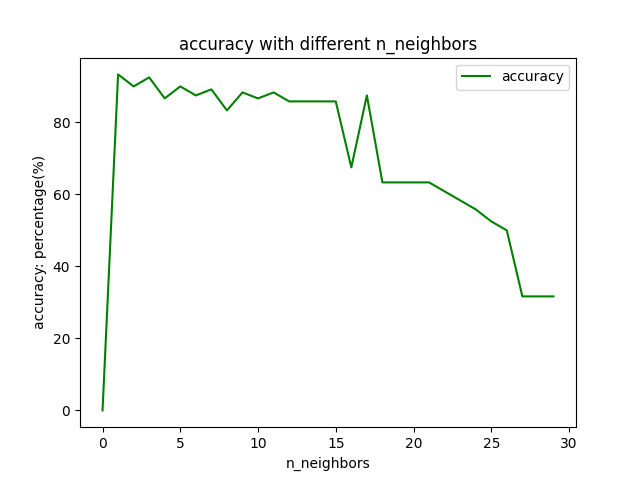 accuracy with different n_neighbors
accuracy
accuracy: percentage(%)
80
60
40
20
0
0 5 10 15 20 25 30
n_neighbors